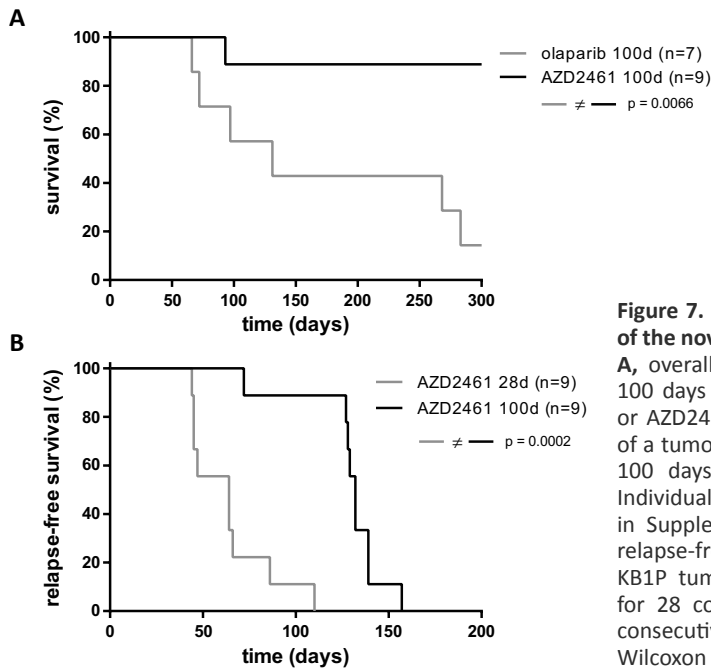 A
survival (%)
100
80
60
40
20
0
0 50 100 150 200 250 300
time (days)
olaparib 100d (n=7)
AZD2461 100d (n=9)
≠ p = 0.0066
B
relapse-free survival (%)
100
80
60
40
20
0
0 50 100 150 200
time (days)
AZD2461 28d (n=9)
AZD2461 100d (n=9)
≠ p = 0.0002
Figure 7.
of the nov
A, overall
100 days
or AZD24
of a tumo
100 days
Individual
in Supple
relapse-fr
KB1P tum
for 28 co
consecuti
Wilcoxon